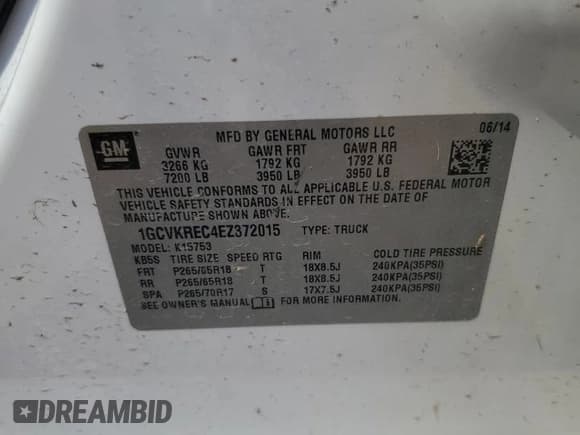 MFD BY GENERAL MOTORS LLC 06/14
GM GVWR GAWR FRT GAWR RR
3266 KG 1792 KG 1792 KG
7200 LB 3950 LB 3950 LB
THIS VEHICLE CONFORMS TO ALL APPLICABLE U.S. FEDERAL MOTOR
VEHICLE SAFETY STANDARDS IN EFFECT ON THE DATE OF
MANUFACTURE SHOWN ABOVE.
1GCVKREC4EZ372015 TYPE: TRUCK
MODEL: K15753
KB5S TIRE SIZE SPEED RTG RIM COLD TIRE PRESSURE
FRT P265/65R18 T 18X8.5J 240KPA(35PSI)
RR P265/65R18 T 18X8.5J 240KPA(35PSI)
SPA P265/70R17 S 17X7.5J 240KPA(35PSI)
SEE OWNER'S MANUAL FOR MORE INFORMATION.
DREAMBID